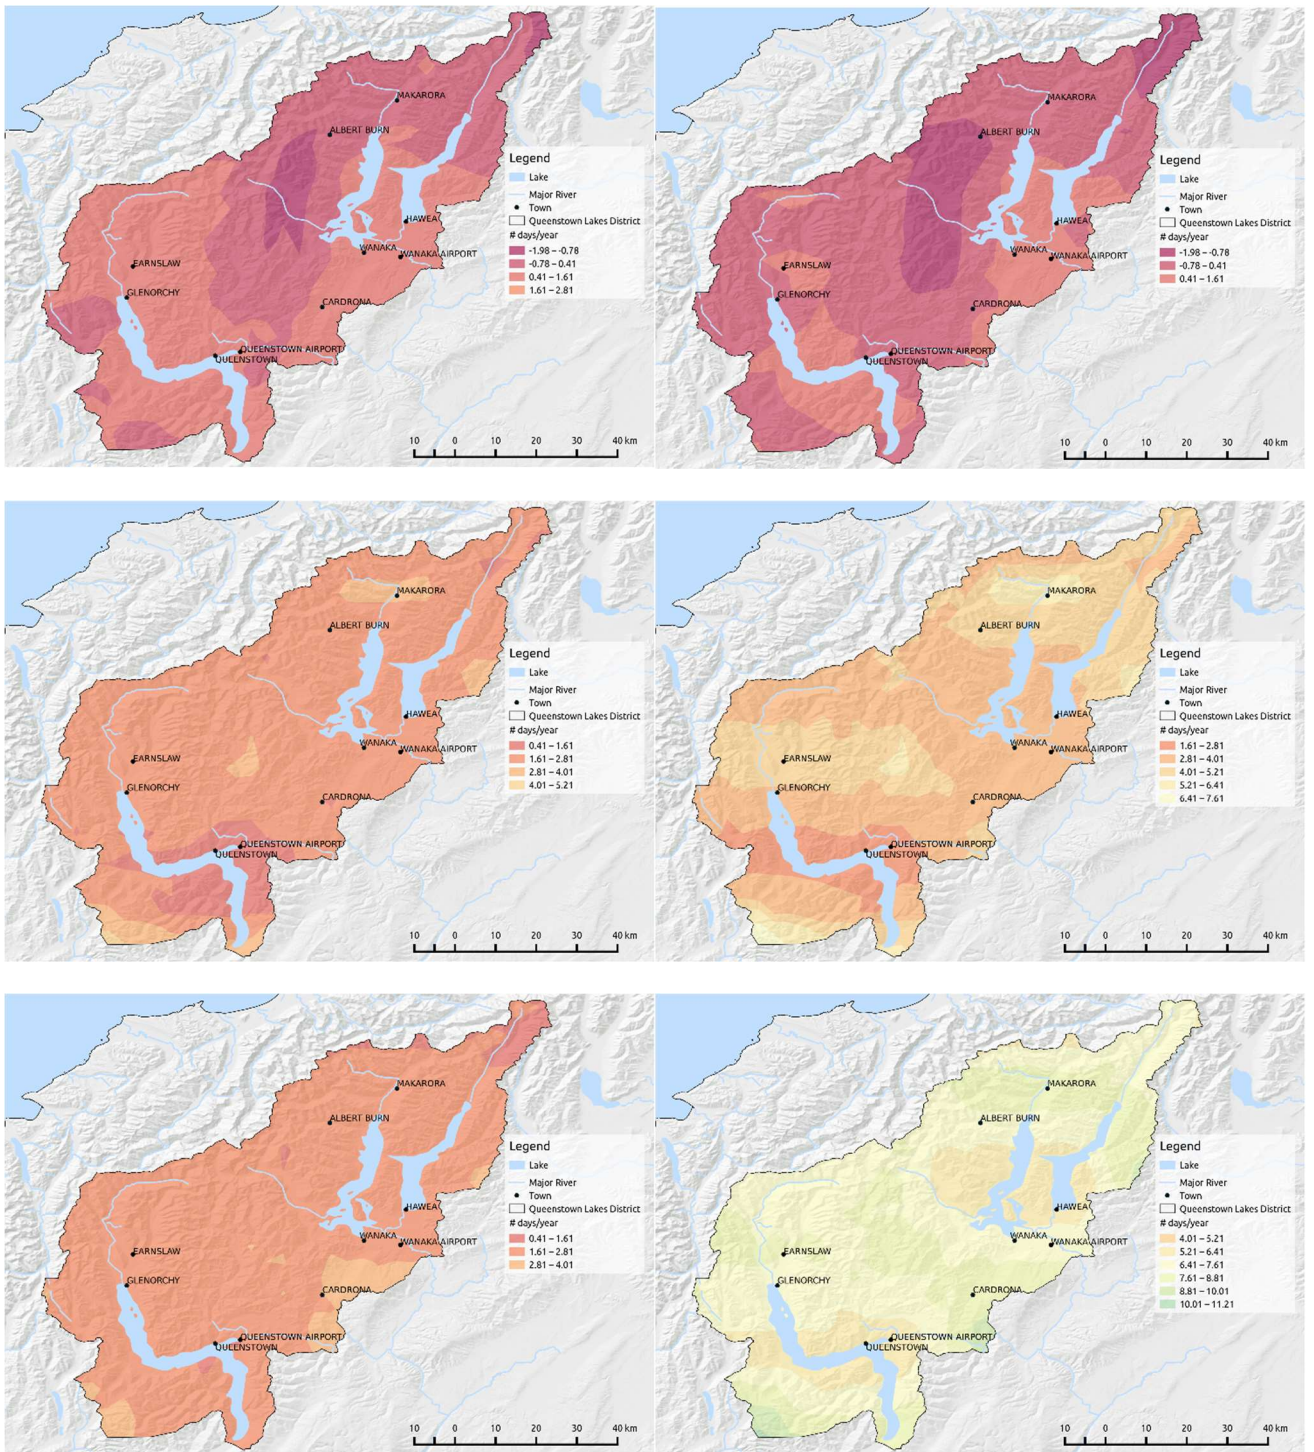 MAKARORA
ALBERT BURN
Legend
Lake
Major River
Town
Queenstown Lakes District
# days/year
-1.98 – -0.78
-0.78 – 0.41
0.41 – 1.61
1.61 – 2.81
HAWEA
WANAKA
WANAKA AIRPORT
EARNSLAW
GLENORCHY
CARDRONA
QUEENSTOWN AIRPORT
QUEENSTOWN
10 0 10 20 30 40 km
MAKARORA
ALBERT BURN
Legend
Lake
Major River
Town
Queenstown Lakes District
# days/year
-1.98 – -0.78
-0.78 – 0.41
0.41 – 1.61
HAWEA
WANAKA
WANAKA AIRPORT
EARNSLAW
GLENORCHY
CARDRONA
QUEENSTOWN AIRPORT
QUEENSTOWN
10 0 10 20 30 40 km
MAKARORA
ALBERT BURN
Legend
Lake
Major River
Town
Queenstown Lakes District
# days/year
0.41 – 1.61
1.61 – 2.81
2.81 – 4.01
4.01 – 5.21
HAWEA
WANAKA
WANAKA AIRPORT
EARNSLAW
GLENORCHY
CARDRONA
QUEENSTOWN AIRPORT
QUEENSTOWN
10 0 10 20 30 40 km
MAKARORA
ALBERT BURN
Legend
Lake
Major River
Town
Queenstown Lakes District
# days/year
1.61 – 2.81
2.81 – 4.01
4.01 – 5.21
5.21 – 6.41
6.41 – 7.61
HAWEA
WANAKA
WANAKA AIRPORT
EARNSLAW
GLENORCHY
CARDRONA
QUEENSTOWN AIRPORT
QUEENSTOWN
10 0 10 20 30 40 km
MAKARORA
ALBERT BURN
Legend
Lake
Major River
Town
Queenstown Lakes District
# days/year
0.41 – 1.61
1.61 – 2.81
2.81 – 4.01
HAWEA
WANAKA
WANAKA AIRPORT
EARNSLAW
GLENORCHY
CARDRONA
QUEENSTOWN AIRPORT
QUEENSTOWN
10 0 10 20 30 40 km
MAKARORA
ALBERT BURN
Legend
Lake
Major River
Town
Queenstown Lakes District
# days/year
4.01 – 5.21
5.21 – 6.41
6.41 – 7.61
7.61 – 8.81
8.81 – 10.01
10.01 – 11.21
HAWEA
WANAKA
WANAKA AIRPORT
EARNSLAW
GLENORCHY
CARDRONA
QUEENSTOWN AIRPORT
QUEENSTOWN
10 0 10 20 30 40 km